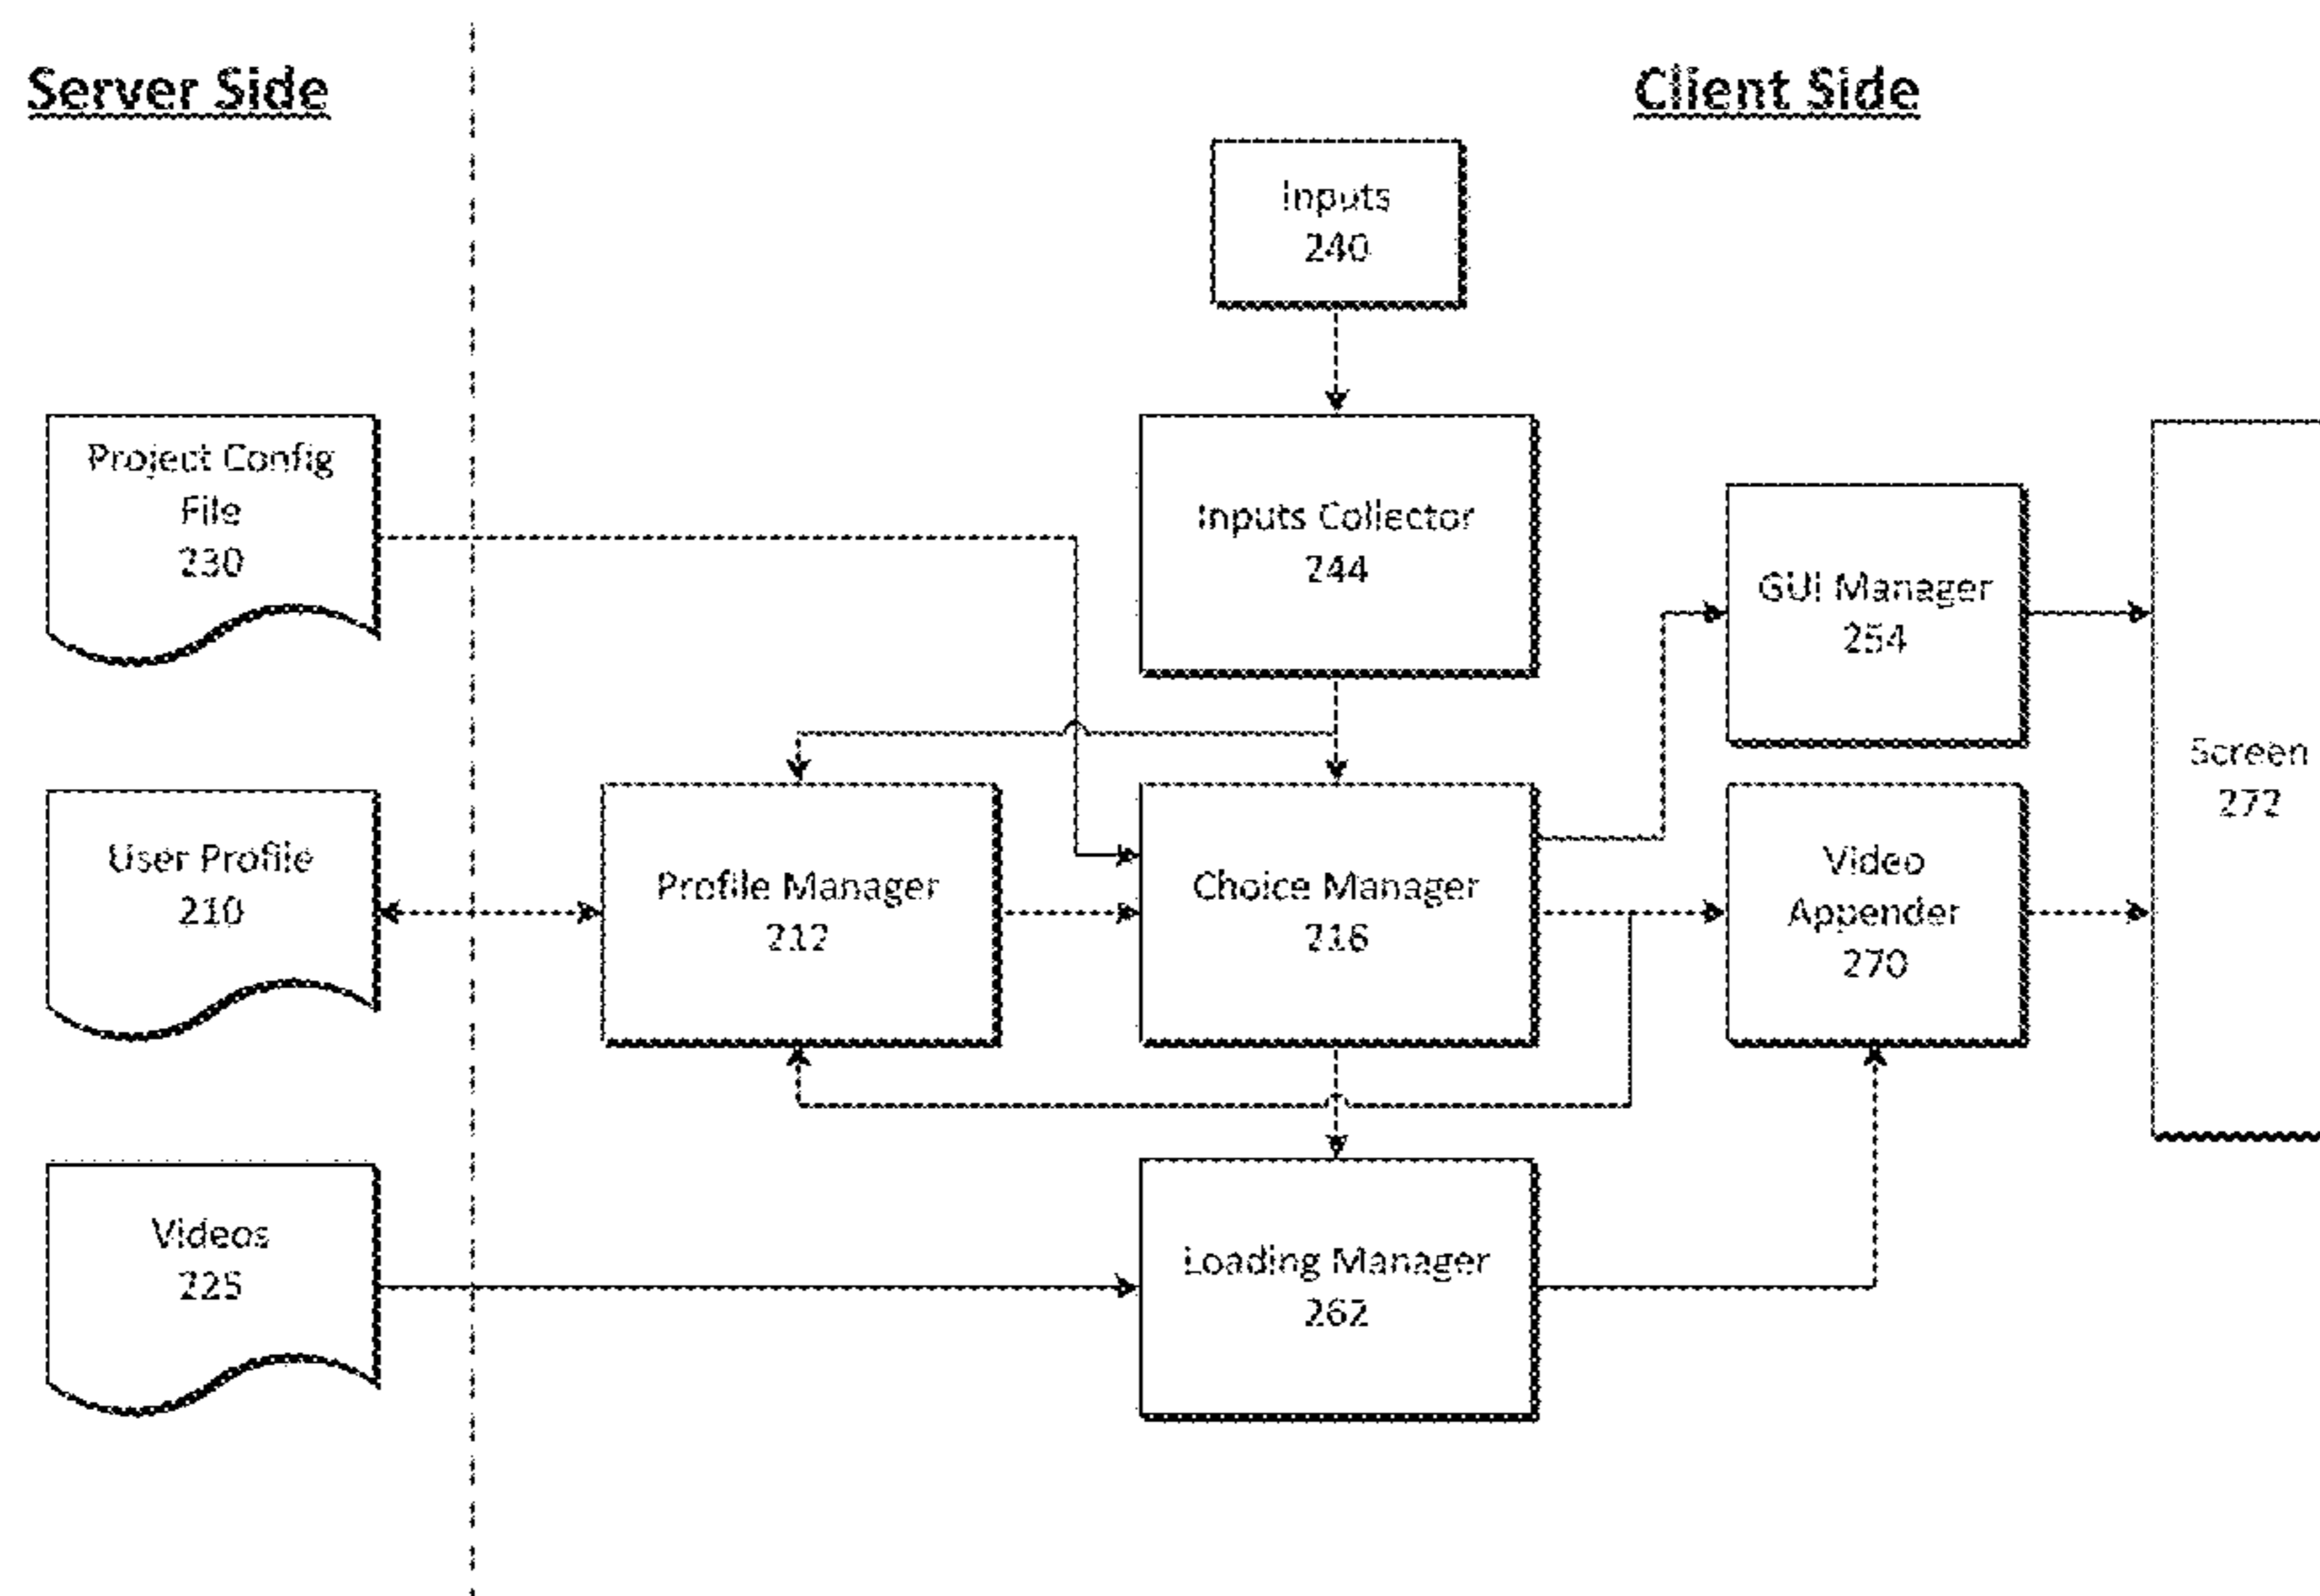 Server Side
Client Side
Inputs
240
Project Config
File
230
Inputs Collector
244
GUI Manager
254
Screen
272
User Profile
210
Profile Manager
212
Choice Manager
216
Video
Appender
270
Videos
225
Loading Manager
262